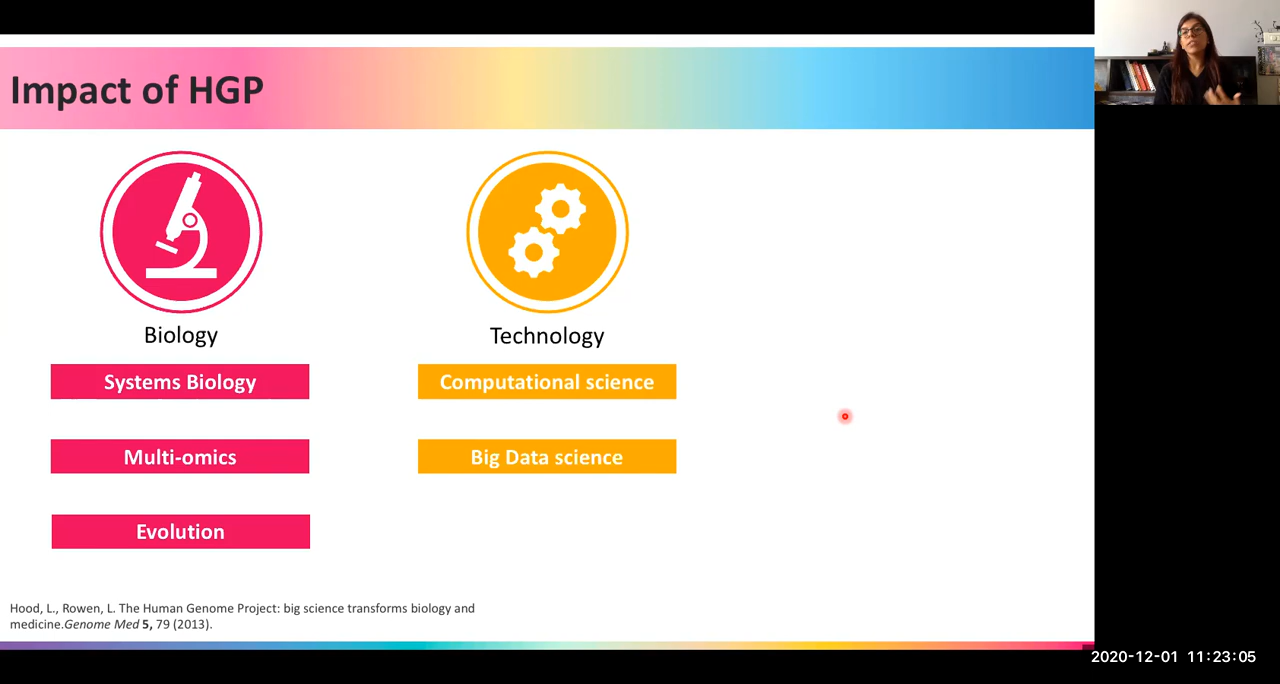 Impact of HGP
Biology
Systems Biology
Multi-omics
Evolution
Technology
Computational science
Big Data science
Hood, L., Rowen, L. The Human Genome Project: big science transforms biology and
medicine.Genome Med 5, 79 (2013).
2020-12-01 11:23:05